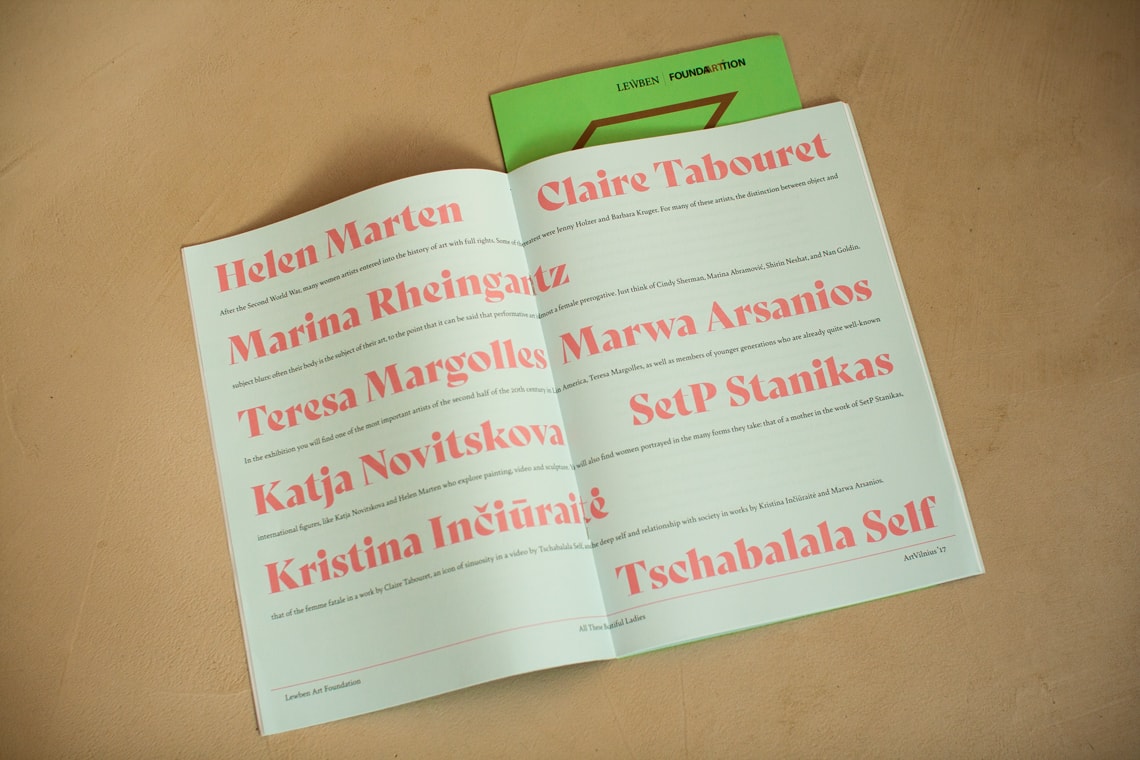 LEWBEN | FOUNDARTTION
Helen Marten Claire Tabouret
After the Second World War, many women artists entered into the history of art with full rights. Some of the greatest were Jenny Holzer and Barbara Kruger. For many of these artists, the distinction between object and
Marina Rheingantz
subject blurs: often their body is the subject of their art, to the point that it can be said that performative art almost a female prerogative. Just think of Cindy Sherman, Marina Abramović, Shirin Neshat, and Nan Goldin.
Teresa Margolles Marwa Arsanios
In the exhibition you will find one of the most important artists of the second half of the 20th century in Latin America, Teresa Margolles, as well as members of younger generations who are already quite well-known
Katja Novitskova SetP Stanikas
international figures, like Katja Novitskova and Helen Marten who explore painting, video and sculpture. will also find women portrayed in the many forms they take: that of a mother in the work of SetP Stanikas,
Kristina Inčiūraitė
that of the femme fatale in a work by Claire Tabouret, an icon of sinuosity in a video by Tschabalala Self, the deep self and relationship with society in works by Kristina Inčiūraitė and Marwa Arsanios.
Tschabalala Self
Lewben Art Foundation All These Beautiful Ladies ArtVilnius'17